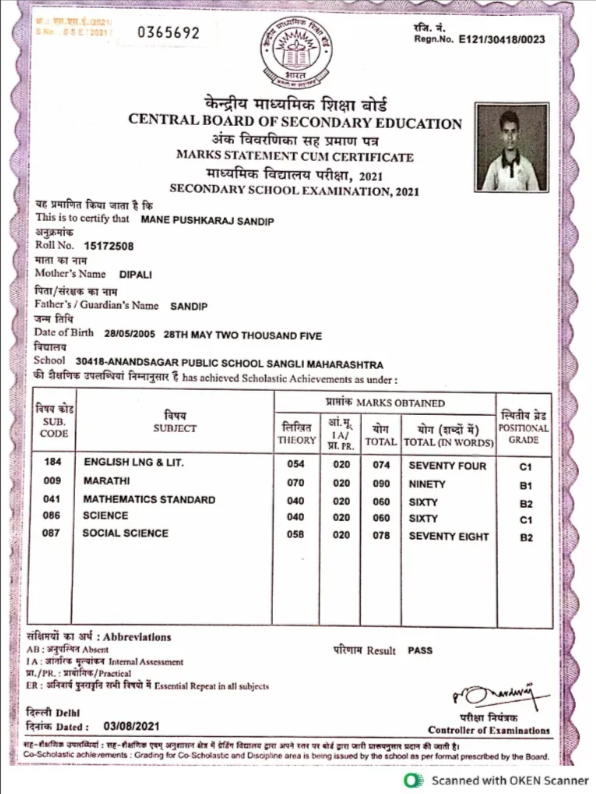 क्र.: एस.एस.ई./2021/
S No. : S S E / 2021 /
0365692
रजि. नं.
Regn.No. E121/30418/0023
भारत
केन्द्रीय माध्यमिक शिक्षा बोर्ड
CENTRAL BOARD OF SECONDARY EDUCATION
अंक विवरणिका सह प्रमाण पत्र
MARKS STATEMENT CUM CERTIFICATE
माध्यमिक विद्यालय परीक्षा, 2021
SECONDARY SCHOOL EXAMINATION, 2021
यह प्रमाणित किया जाता है कि
This is to certify that MANE PUSHKARAJ SANDIP
अनुक्रमांक
Roll No. 15172508
माता का नाम
Mother's Name DIPALI
पिता/संरक्षक का नाम
Father's / Guardian's Name SANDIP
जन्म तिथि
Date of Birth 28/05/2005 28TH MAY TWO THOUSAND FIVE
विद्यालय
School 30418-ANANDSAGAR PUBLIC SCHOOL SANGLI MAHARASHTRA
की शैक्षणिक उपलब्धियां निम्नानुसार हैं has achieved Scholastic Achievements as under :
विषय कोड SUB. CODE
विषय SUBJECT
प्राप्तांक MARKS OBTAINED
लिखित THEORY
आं.मू. I A/ प्रा. PR.
योग TOTAL
योग (शब्दों में) TOTAL (IN WORDS)
स्थितीय ग्रेड POSITIONAL GRADE
184 ENGLISH LNG & LIT. 054 020 074 SEVENTY FOUR C1
009 MARATHI 070 020 090 NINETY B1
041 MATHEMATICS STANDARD 040 020 060 SIXTY B2
086 SCIENCE 040 020 060 SIXTY C1
087 SOCIAL SCIENCE 058 020 078 SEVENTY EIGHT B2
संक्षिप्तियों का अर्थ : Abbreviations
AB : अनुपस्थित Absent
I A : आंतरिक मूल्यांकन Internal Assessment
प्रा./PR. : प्रायोगिक/Practical
ER : अनिवार्य पुनरावृत्ति सभी विषयों में Essential Repeat in all subjects
परिणाम Result PASS
दिल्ली Delhi
दिनांक Dated : 03/08/2021
परीक्षा नियंत्रक
Controller of Examinations
सह-शैक्षणिक उपलब्धियां : सह-शैक्षणिक एवम् अनुशासन क्षेत्र में ग्रेडिंग विद्यालय द्वारा अपने स्तर पर बोर्ड द्वारा जारी प्रारूपनुसार प्रदान की जाती है।
Co-Scholastic achievements : Grading for Co-Scholastic and Discipline area is being issued by the school as per format prescribed by the Board.
Scanned with OKEN Scanner